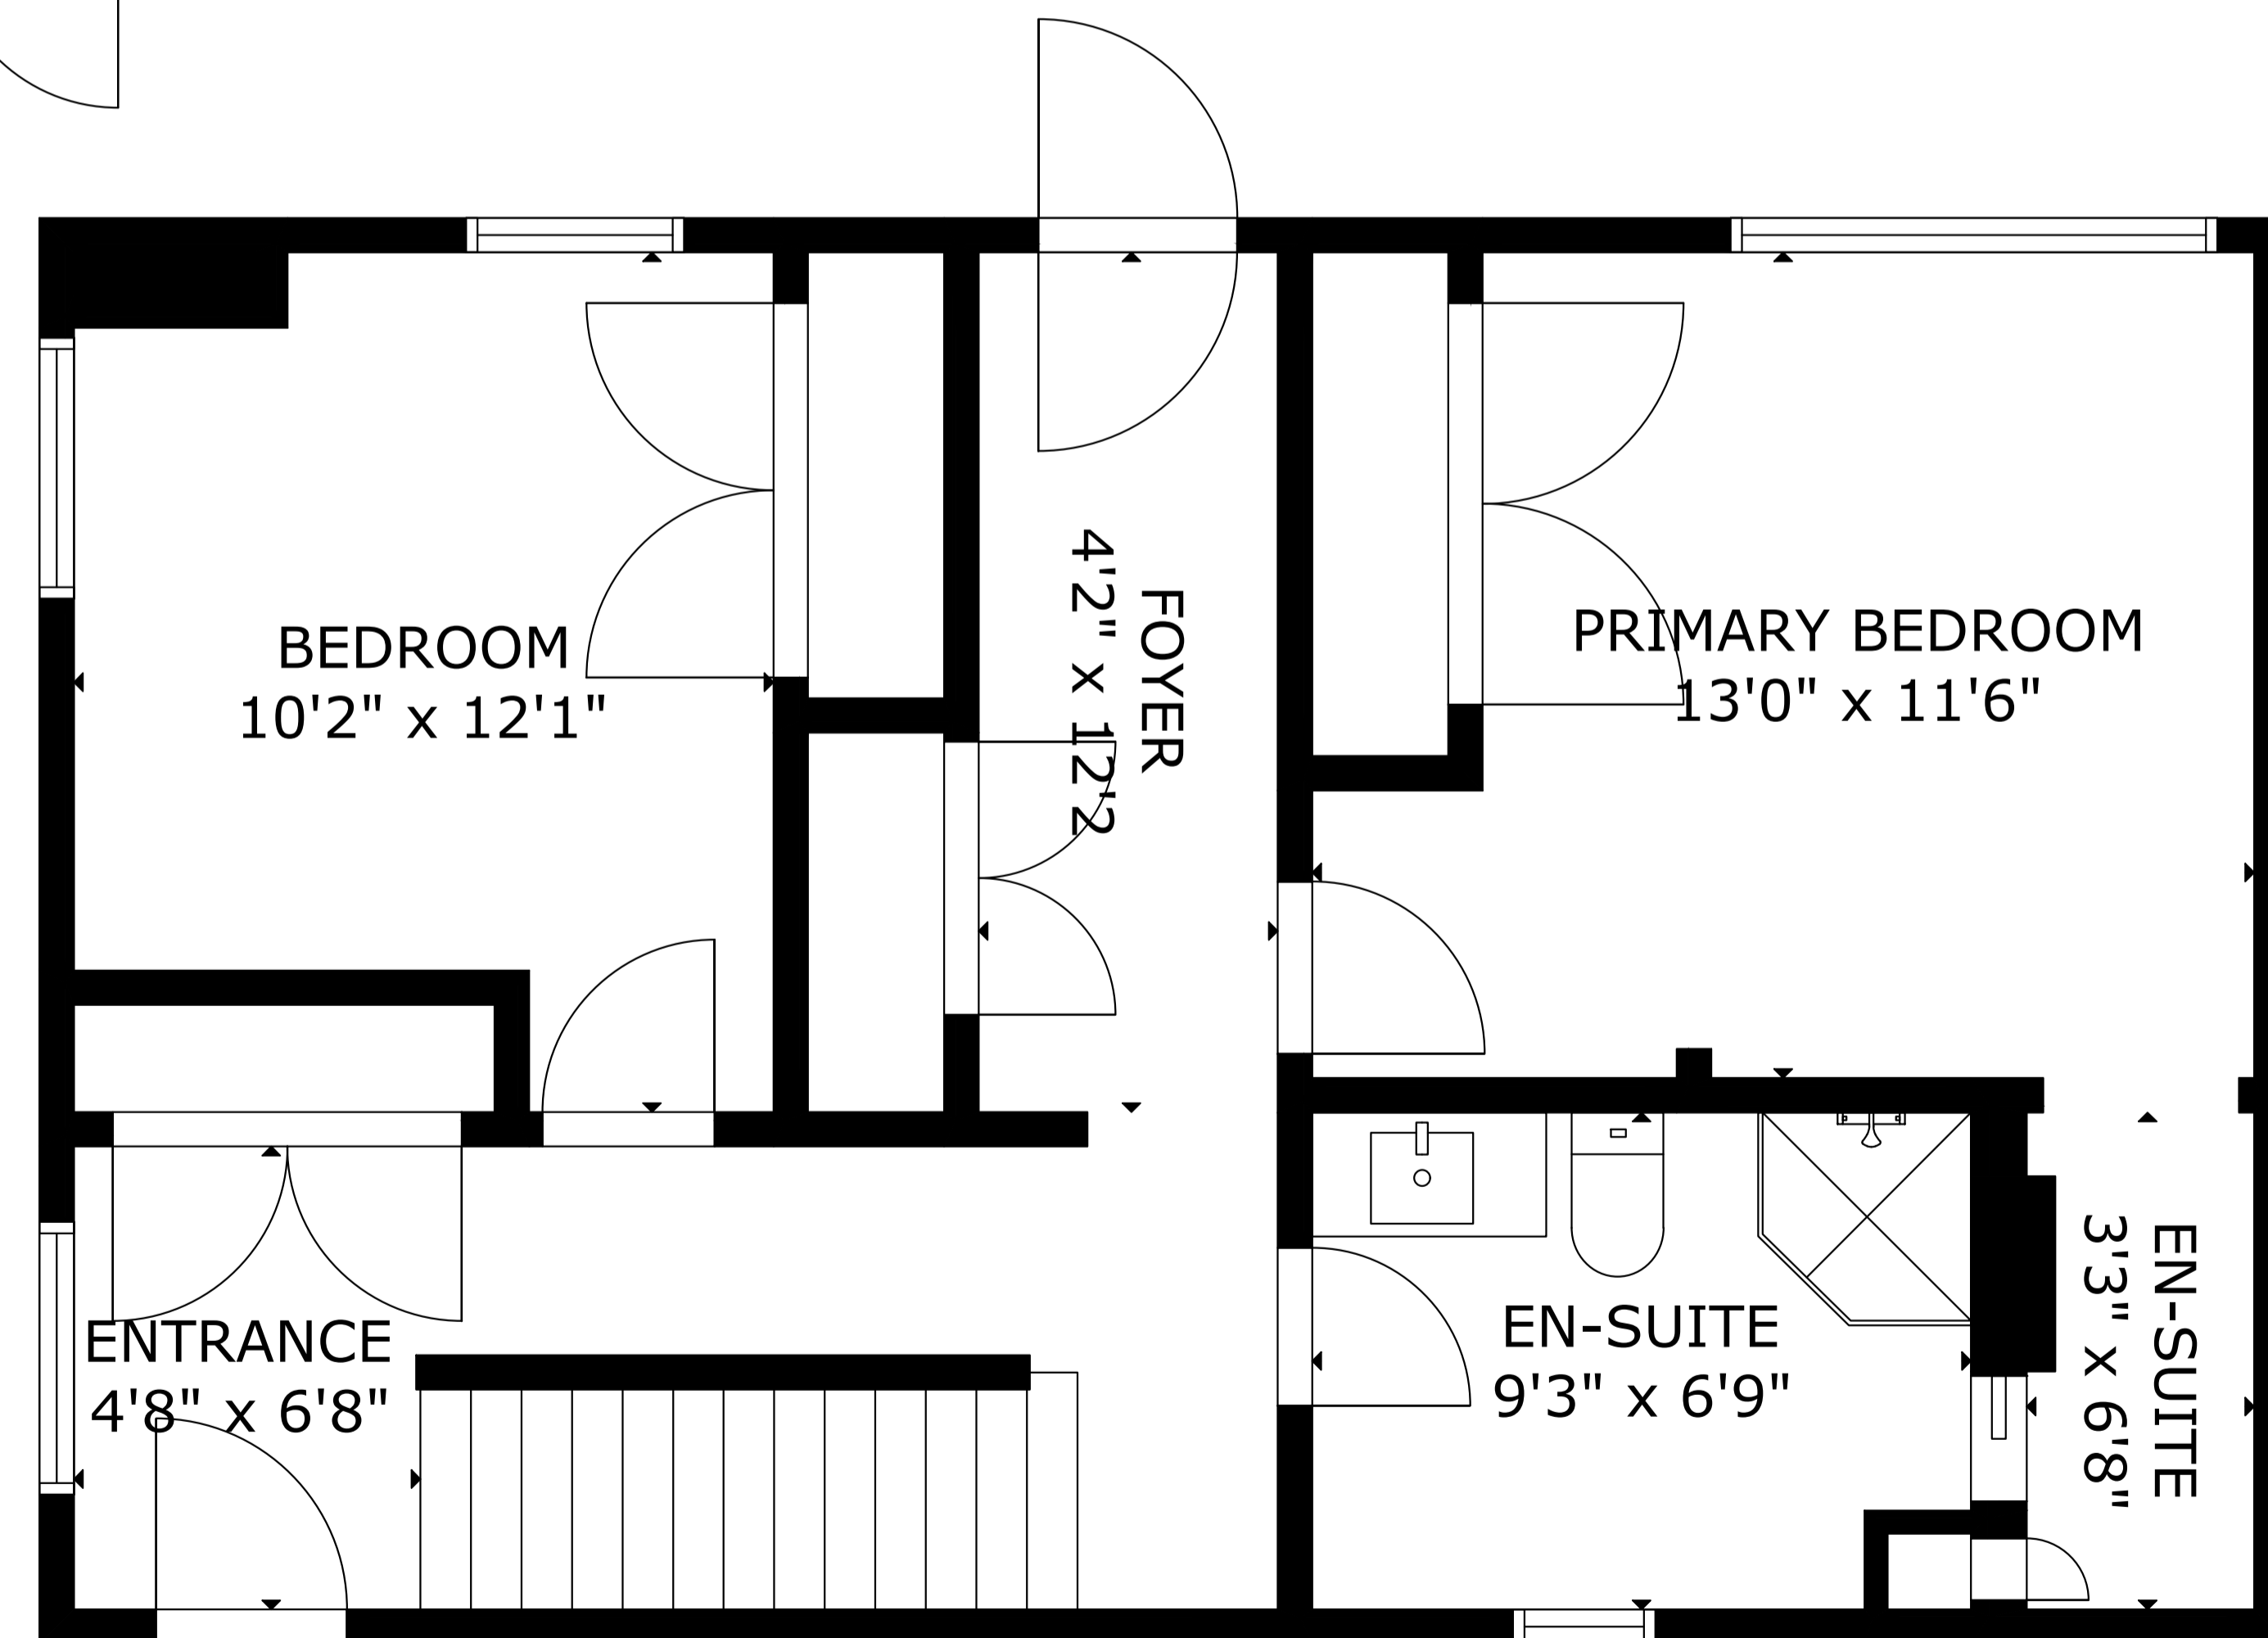 BEDROOM
10'2" x 12'1"
FOYER
4'2" x 12'2
PRIMARY BEDROOM
13'0" x 11'6"
ENTRANCE
4'8" x 6'8"
EN-SUITE
9'3" x 6'9"
EN-SUITE
3'3" x 6'8"